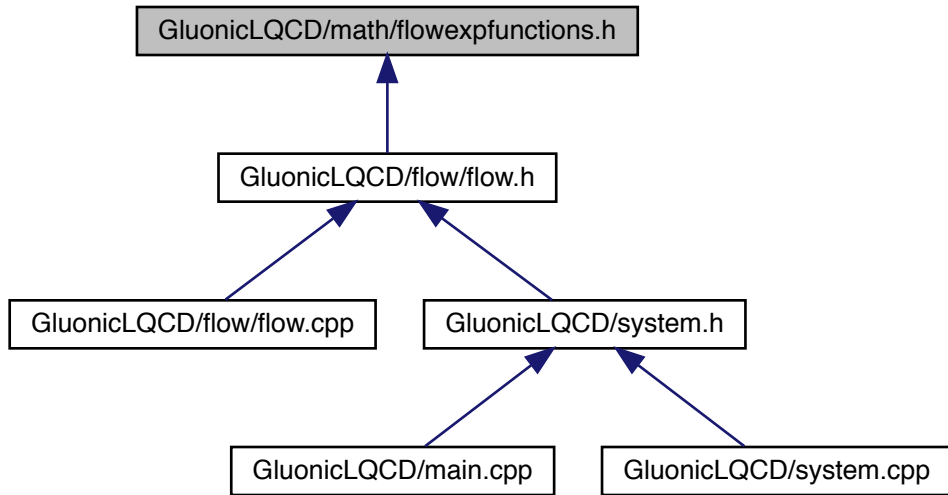 GluonicLQCD/math/flowexpfunctions.h
GluonicLQCD/flow/flow.h
GluonicLQCD/flow/flow.cpp
GluonicLQCD/system.h
GluonicLQCD/main.cpp
GluonicLQCD/system.cpp